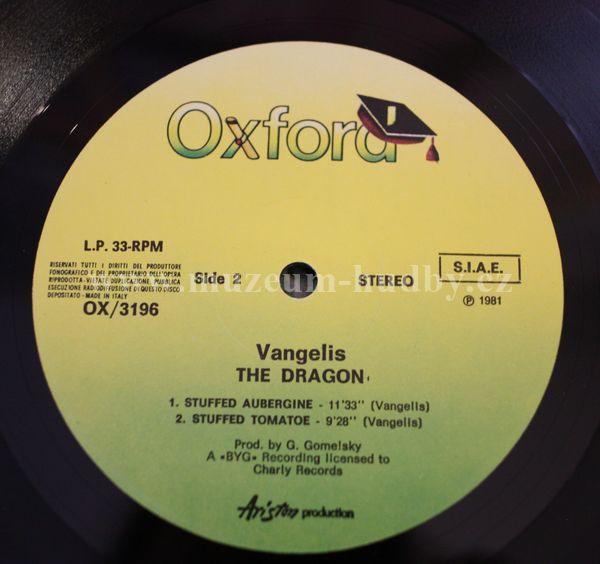 Oxford
L.P. 33-RPM
RISERVATI TUTTI I DIRITTI DEL PRODUTTORE
FONOGRAFICO E DEL PROPRIETARIO DELL'OPERA
RIPRODOTTA - VIETATE DUPLICAZIONE, PUBBLICA
ESECUZIONE RADIODIFFUSIONE DI QUESTO DISCO
DEPOSITATO - MADE IN ITALY
OX/3196
Side 2
STEREO
S.I.A.E.
℗ 1981
www.muzeum-hudby.cz
Vangelis
THE DRAGON
1. STUFFED AUBERGINE - 11'33" (Vangelis)
2. STUFFED TOMATOE - 9'28" (Vangelis)
Prod. by G. Gomelsky
A «BYG» Recording licensed to
Charly Records
Ariston production